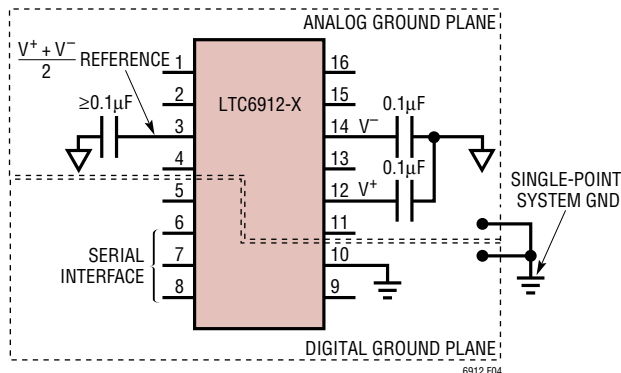 ANALOG GROUND PLANE
V⁺ + V⁻
2
REFERENCE
≥0.1µF
LTC6912-X
1
2
3
4
5
6
7
8
16
15
14
13
12
11
10
9
V⁻
V⁺
0.1µF
0.1µF
SINGLE-POINT
SYSTEM GND
SERIAL
INTERFACE
DIGITAL GROUND PLANE
6912 F04